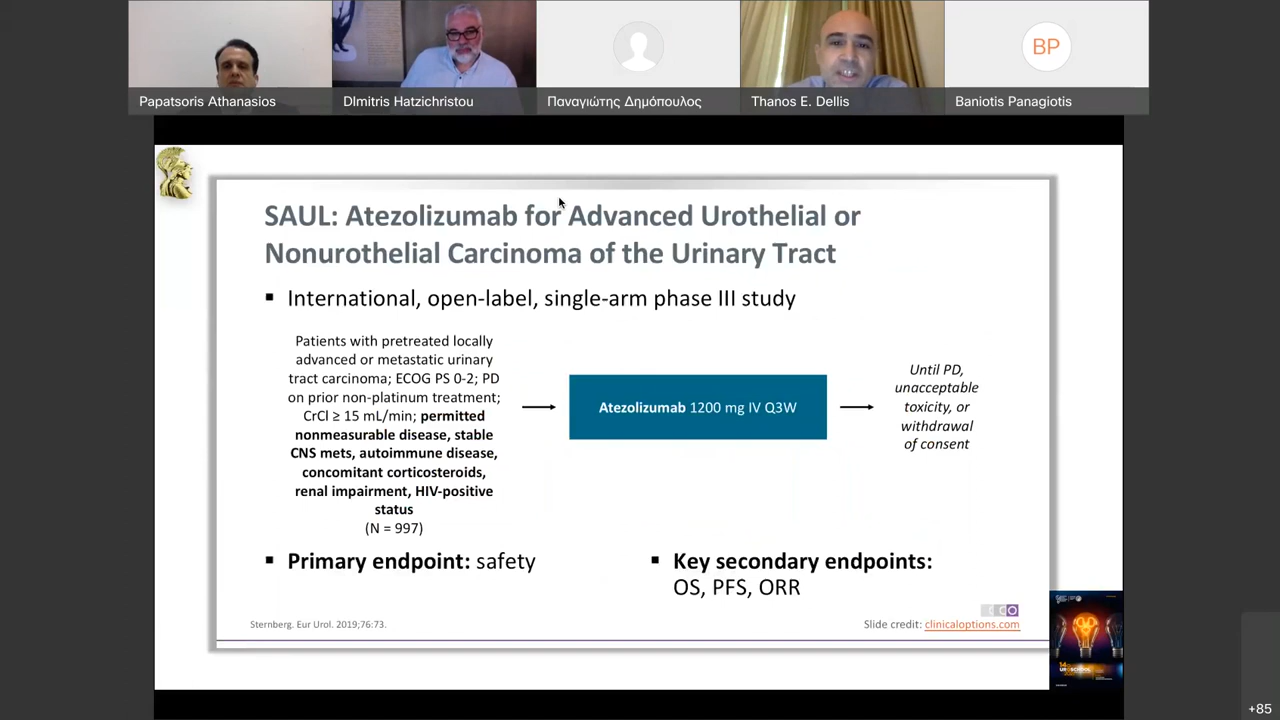 Papatsoris Athanasios
DImitris Hatzichristou
Παναγιώτης Δημόπουλος
Thanos E. Dellis
BP
Baniotis Panagiotis
SAUL: Atezolizumab for Advanced Urothelial or
Nonurothelial Carcinoma of the Urinary Tract
▪ International, open-label, single-arm phase III study
Patients with pretreated locally
advanced or metastatic urinary
tract carcinoma; ECOG PS 0-2; PD
on prior non-platinum treatment;
CrCl ≥ 15 mL/min; permitted
nonmeasurable disease, stable
CNS mets, autoimmune disease,
concomitant corticosteroids,
renal impairment, HIV-positive
status
(N = 997)
Atezolizumab 1200 mg IV Q3W
Until PD,
unacceptable
toxicity, or
withdrawal
of consent
▪ Primary endpoint: safety
▪ Key secondary endpoints:
OS, PFS, ORR
Sternberg. Eur Urol. 2019;76:73.
CCO
Slide credit: clinicaloptions.com
+85